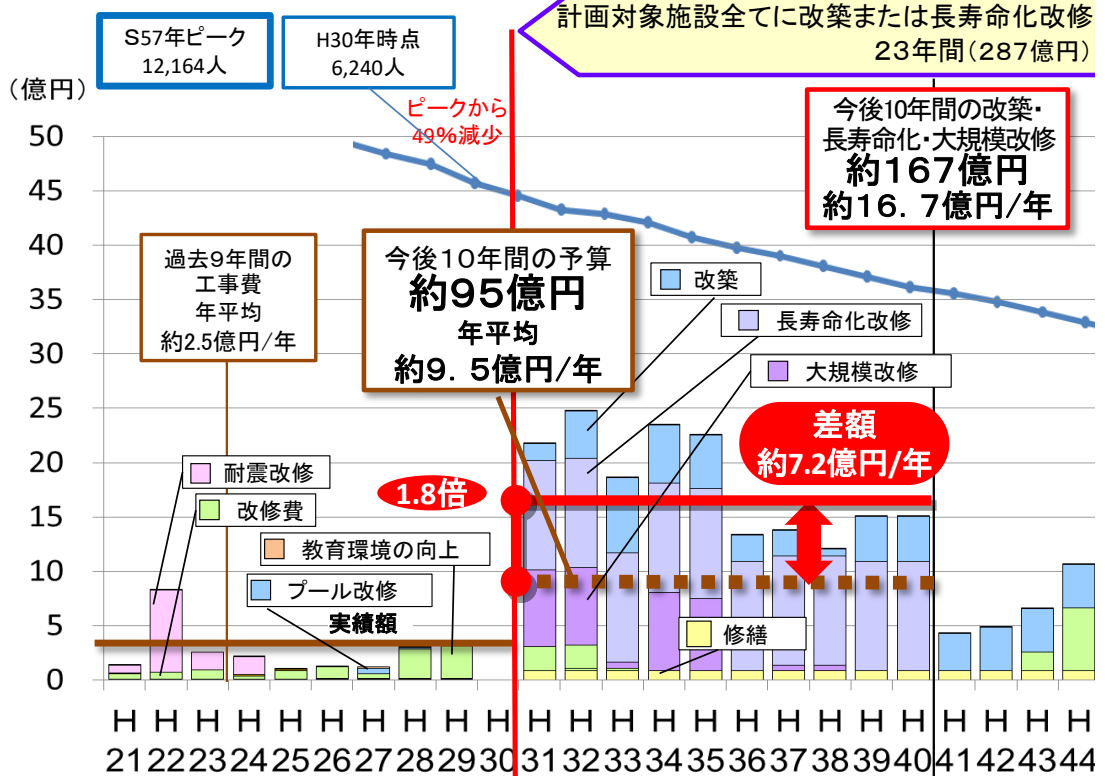 計画対象施設全てに改築または長寿命化改修
23年間(287億円)
S57年ピーク
12,164人
H30年時点
6,240人
(億円)
ピークから
49%減少
今後10年間の改築・
長寿命化・大規模改修
約167億円
約16.7億円/年
過去9年間の
工事費
年平均
約2.5億円/年
今後10年間の予算
約95億円
年平均
約9.5億円/年
改築
長寿命化改修
大規模改修
差額
約7.2億円/年
1.8倍
耐震改修
改修費
教育環境の向上
プール改修
実績額
修繕
50
45
40
35
30
25
20
15
10
5
0
H H H H H H H H H H H H H H H H H H H H H H H H
21 22 23 24 25 26 27 28 29 30 31 32 33 34 35 36 37 38 39 40 41 42 43 44